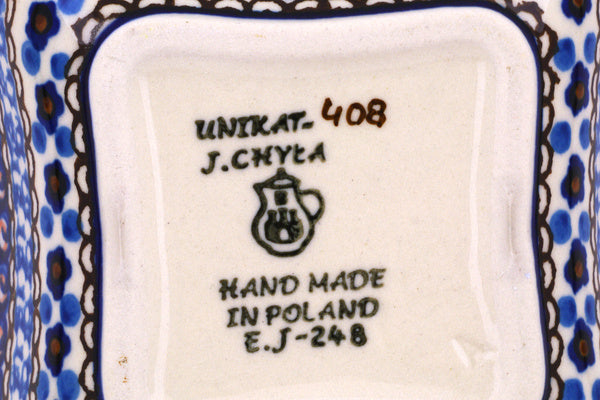 UNIKAT-408
J.CHYŁA
HAND MADE
IN POLAND
E.J-248